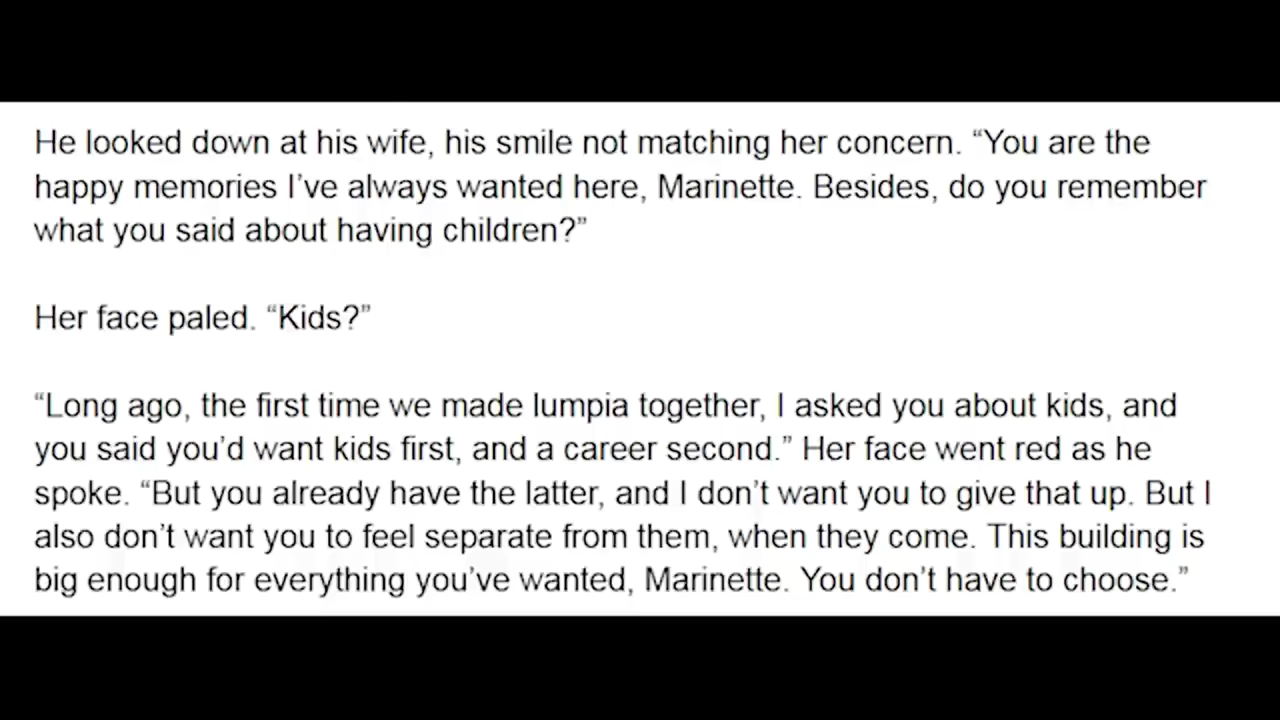 He looked down at his wife, his smile not matching her concern. “You are the
happy memories I’ve always wanted here, Marinette. Besides, do you remember
what you said about having children?”
Her face paled. “Kids?”
“Long ago, the first time we made lumpia together, I asked you about kids, and
you said you’d want kids first, and a career second.” Her face went red as he
spoke. “But you already have the latter, and I don’t want you to give that up. But I
also don’t want you to feel separate from them, when they come. This building is
big enough for everything you’ve wanted, Marinette. You don’t have to choose.”